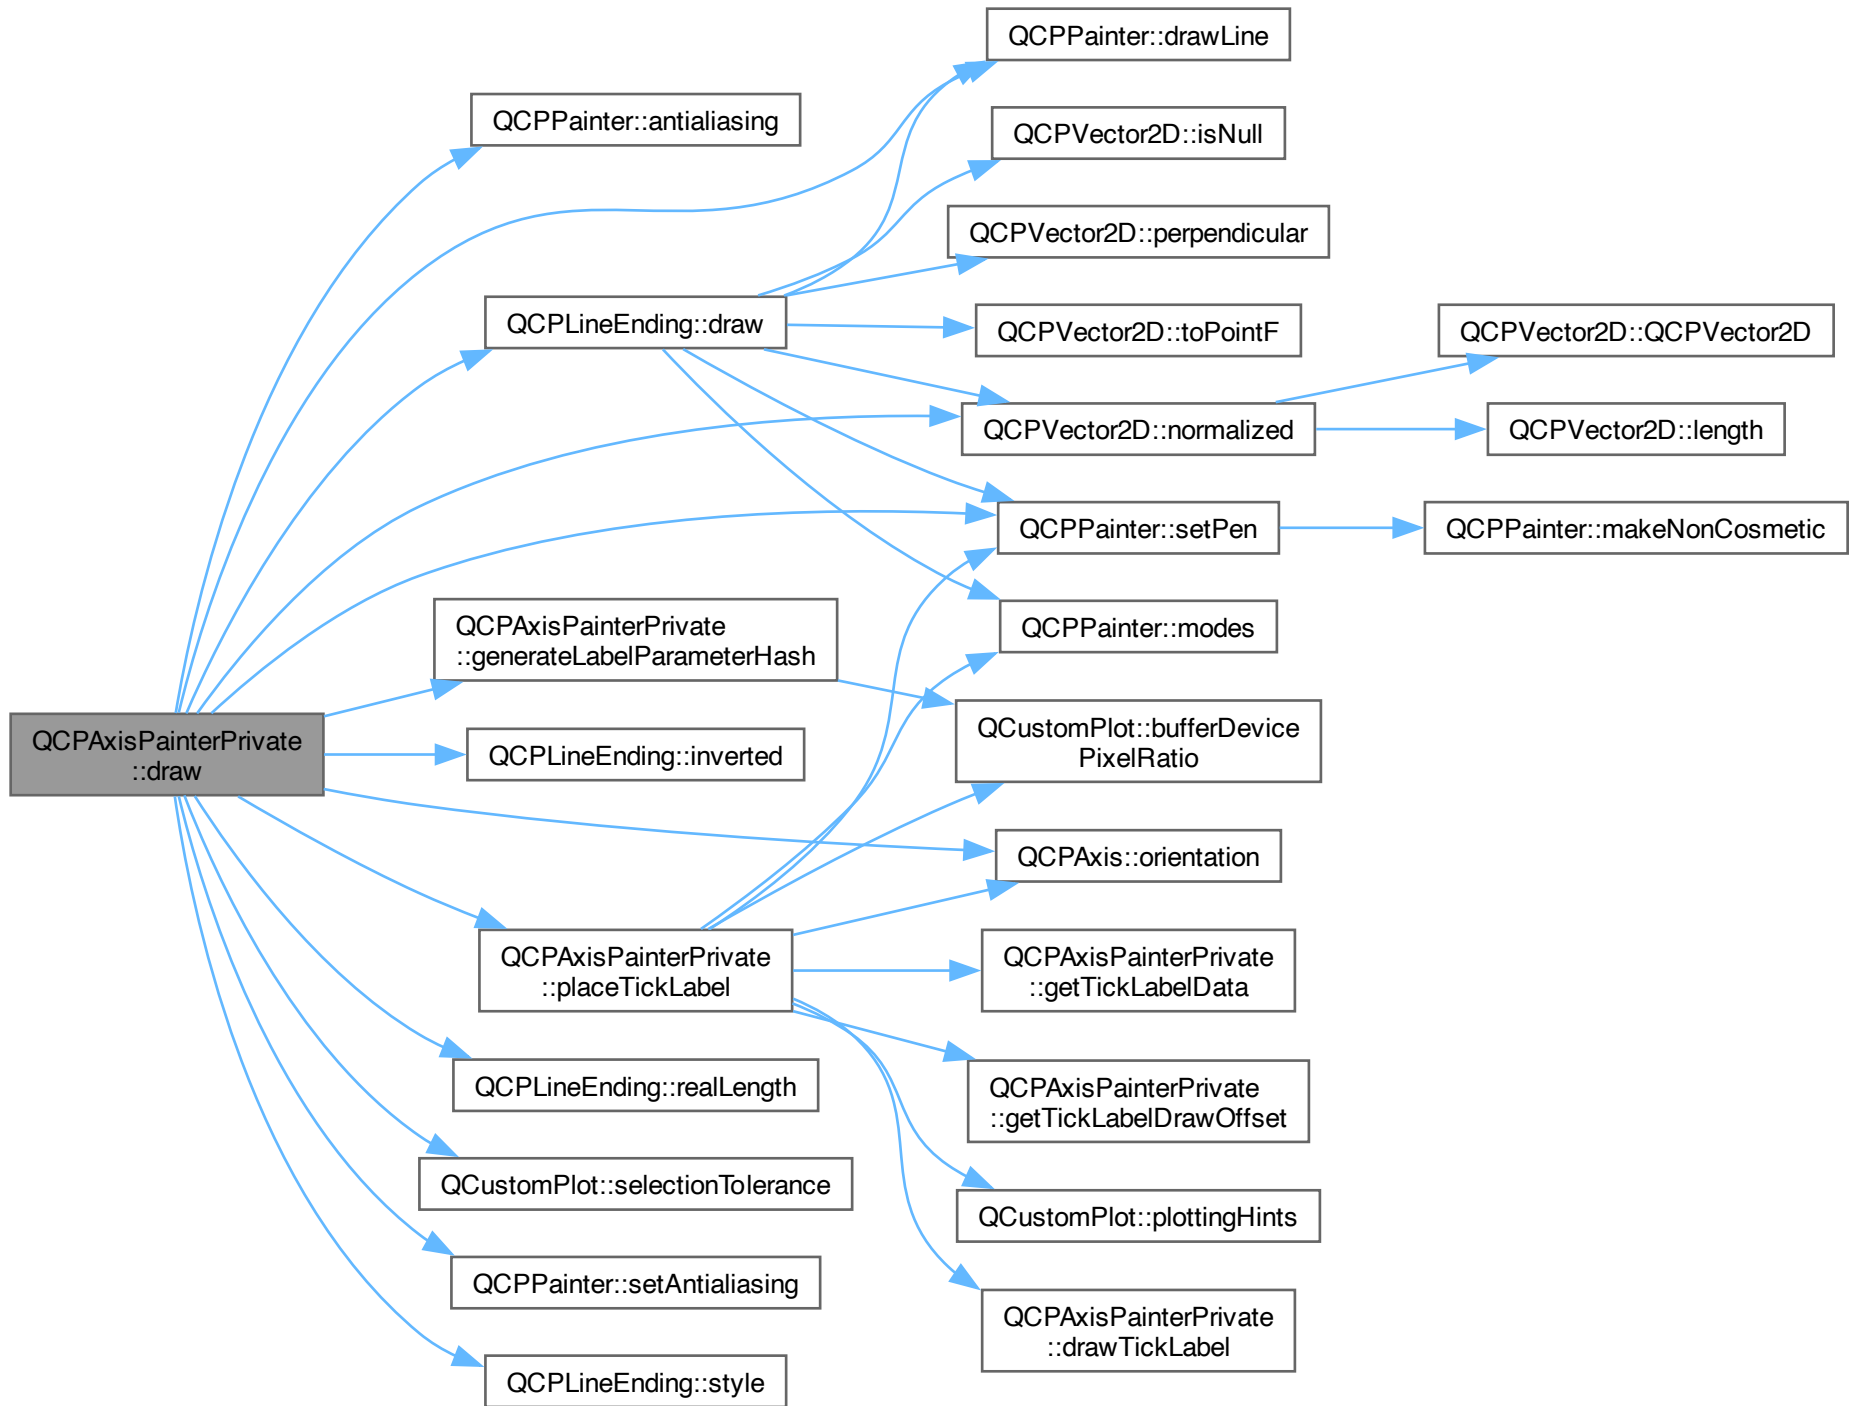 QCPPainter::drawLine
QCPPainter::antialiasing
QCPVector2D::isNull
QCPVector2D::perpendicular
QCPLineEnding::draw
QCPVector2D::toPointF
QCPVector2D::QCPVector2D
QCPVector2D::normalized
QCPVector2D::length
QCPPainter::setPen
QCPPainter::makeNonCosmetic
QCPAxisPainterPrivate
::generateLabelParameterHash
QCPPainter::modes
QCPAxisPainterPrivate
::draw
QCPLineEnding::inverted
QCustomPlot::bufferDevice
PixelRatio
QCPAxis::orientation
QCPAxisPainterPrivate
::placeTickLabel
QCPAxisPainterPrivate
::getTickLabelData
QCPLineEnding::realLength
QCPAxisPainterPrivate
::getTickLabelDrawOffset
QCustomPlot::selectionTolerance
QCustomPlot::plottingHints
QCPPainter::setAntialiasing
QCPAxisPainterPrivate
::drawTickLabel
QCPLineEnding::style